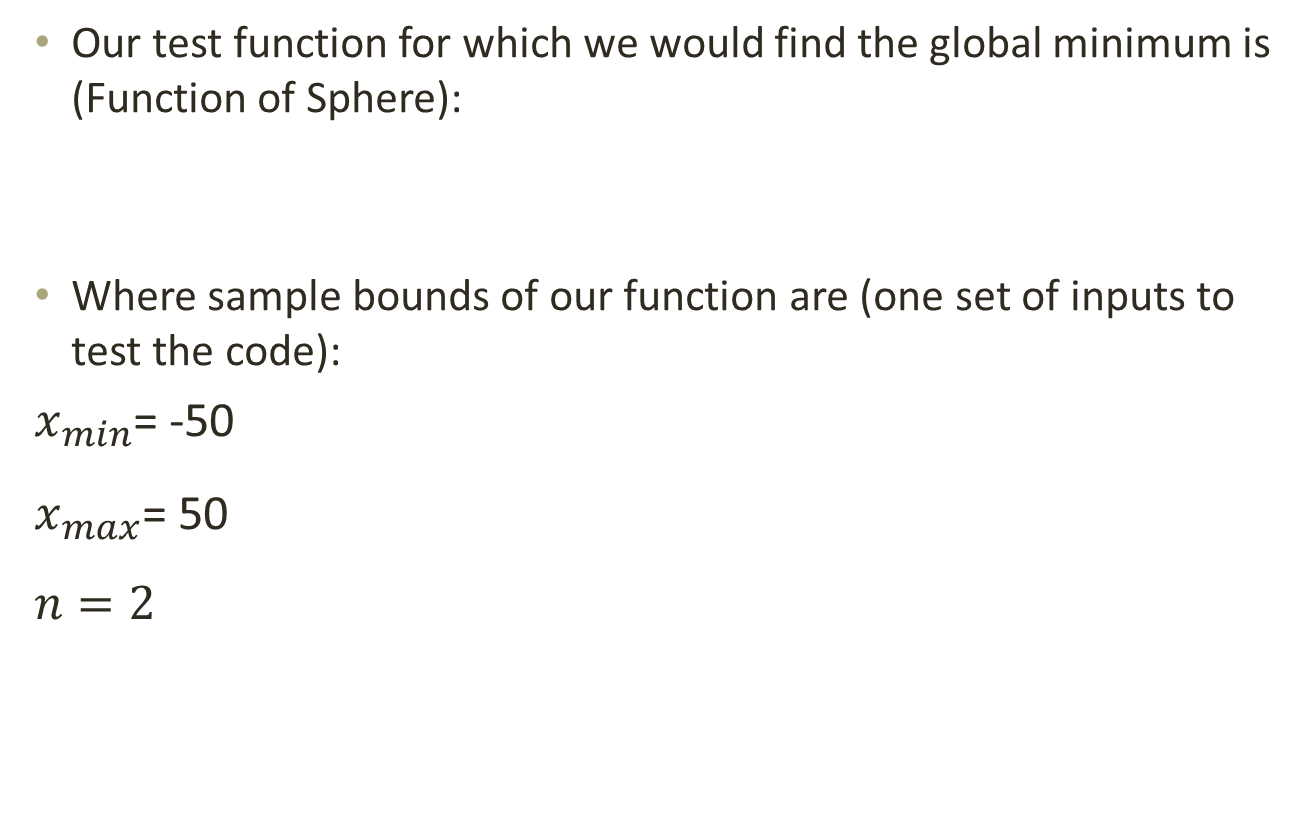 • Our test function for which we would find the global minimum is
(Function of Sphere):
• Where sample bounds of our function are (one set of inputs to
test the code):
x_min= -50
x_max= 50
n = 2